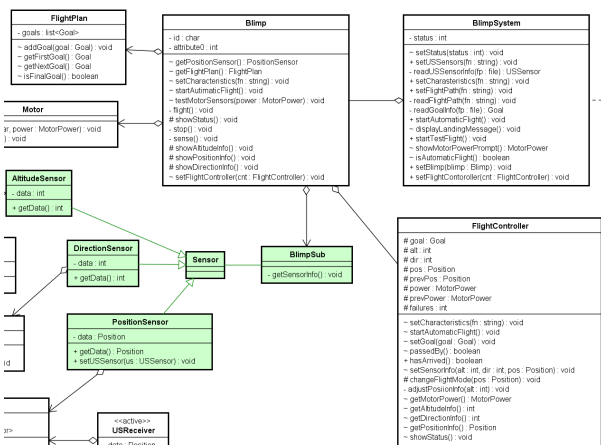 FlightPlan
- goals : list<Goal>
~ addGoal(goal : Goal) : void
~ getFirstGoal() : Goal
~ getNextGoal() : Goal
~ isFinalGoal() : boolean
Blimp
- id : char
- attribute0 : int
~ getPositionSensor() : PositionSensor
~ getFlightPlan() : FlightPlan
~ setCharacteristics(fn : string) : void
~ startAutimaticFlight() : void
~ testMotorSensors(power : MotorPower) : void
- flight() : void
# showStatus() : void
- stop() : void
- sense() : void
# showAltitudeInfo() : void
# showPositionInfo() : void
# showDirectionInfo() : void
~ setFlightController(cnt : FlightController) : void
BlimpSystem
- status : int
~ setStatus(status : int) : void
+ setUSSensors(fn : string) : void
- readUSSensorInfo(fp : file) : USSensor
+ setCharasteristics(fn : string) : void
+ setFlightPath(fn : string) : void
- readFlightPath(fn : string) : void
- readGoalInfo(fp : file) : Goal
+ startAutomaticFlight() : void
~ displayLandingMessage() : void
+ startTestFlight() : void
~ showMotorPowerPrompt() : MotorPower
~ isAutomaticFlight() : boolean
+ setBlimp(blimp : Blimp) : void
+ setFlightContoroller(cnt : FlightController) : void
Motor
ar, power : MotorPower) : void
) : void
AltitudeSensor
- data : int
+ getData() : int
DirectionSensor
- data : int
+ getData() : int
Sensor
BlimpSub
- getSensorInfo() : void
PositionSensor
- data : Position
+ getData() : Position
+ setUSSensor(us : USSensor) : void
FlightController
# goal : Goal
# alt : int
# dir : int
# pos : Position
# prevPos : Position
# power : MotorPower
# prevPower : MotorPower
# failures : int
~ setCharacteristics(fn : string) : void
~ startAutomaticFlight() : void
~ setGoal(goal : Goal) : void
~ passedBy() : boolean
+ hasArrived() : boolean
~ setSensorInfo(alt : int, dir : int, pos : Position) : void
# changeFlightMode(pos : Position) : void
- adjustPosiionInfo(alt : int) : void
~ getMotorPower() : MotorPower
~ getAltitudeInfo() : int
~ getDirectionInfo() : int
~ getPositionInfo() : Position
~ showStatus() : void
id
or>
<<active>>
USReceiver
- data : Position